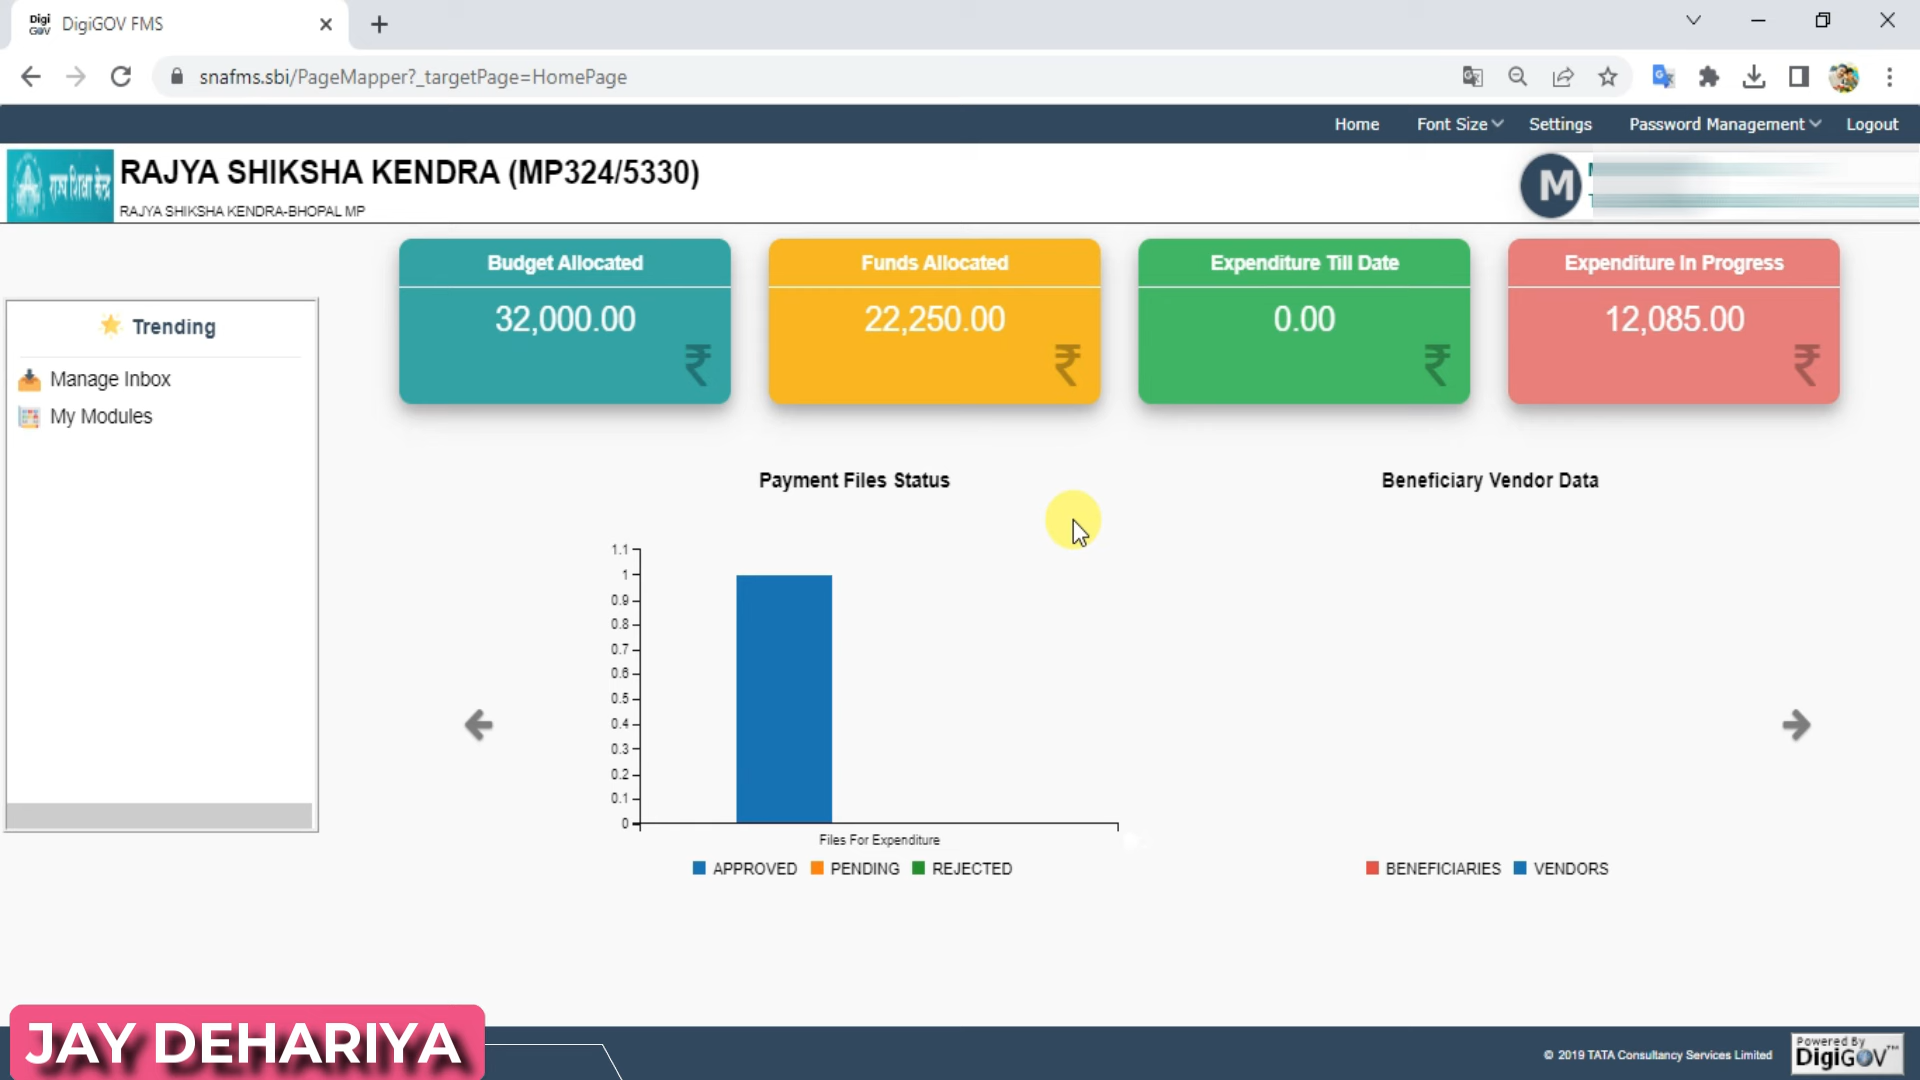 Digi
GOV
DigiGOV FMS
snafms.sbi/PageMapper?_targetPage=HomePage
Home
Font Size
Settings
Password Management
Logout
राज्य शिक्षा केन्द्र
RAJYA SHIKSHA KENDRA (MP324/5330)
RAJYA SHIKSHA KENDRA-BHOPAL MP
M
Budget Allocated
32,000.00
₹
Funds Allocated
22,250.00
₹
Expenditure Till Date
0.00
₹
Expenditure In Progress
12,085.00
₹
Trending
Manage Inbox
My Modules
Payment Files Status
Beneficiary Vendor Data
1.1
1
0.9
0.8
0.7
0.6
0.5
0.4
0.3
0.2
0.1
0
Files For Expenditure
APPROVED PENDING REJECTED
BENEFICIARIES VENDORS
JAY DEHARIYA
© 2019 TATA Consultancy Services Limited
Powered By
DigiGOV™